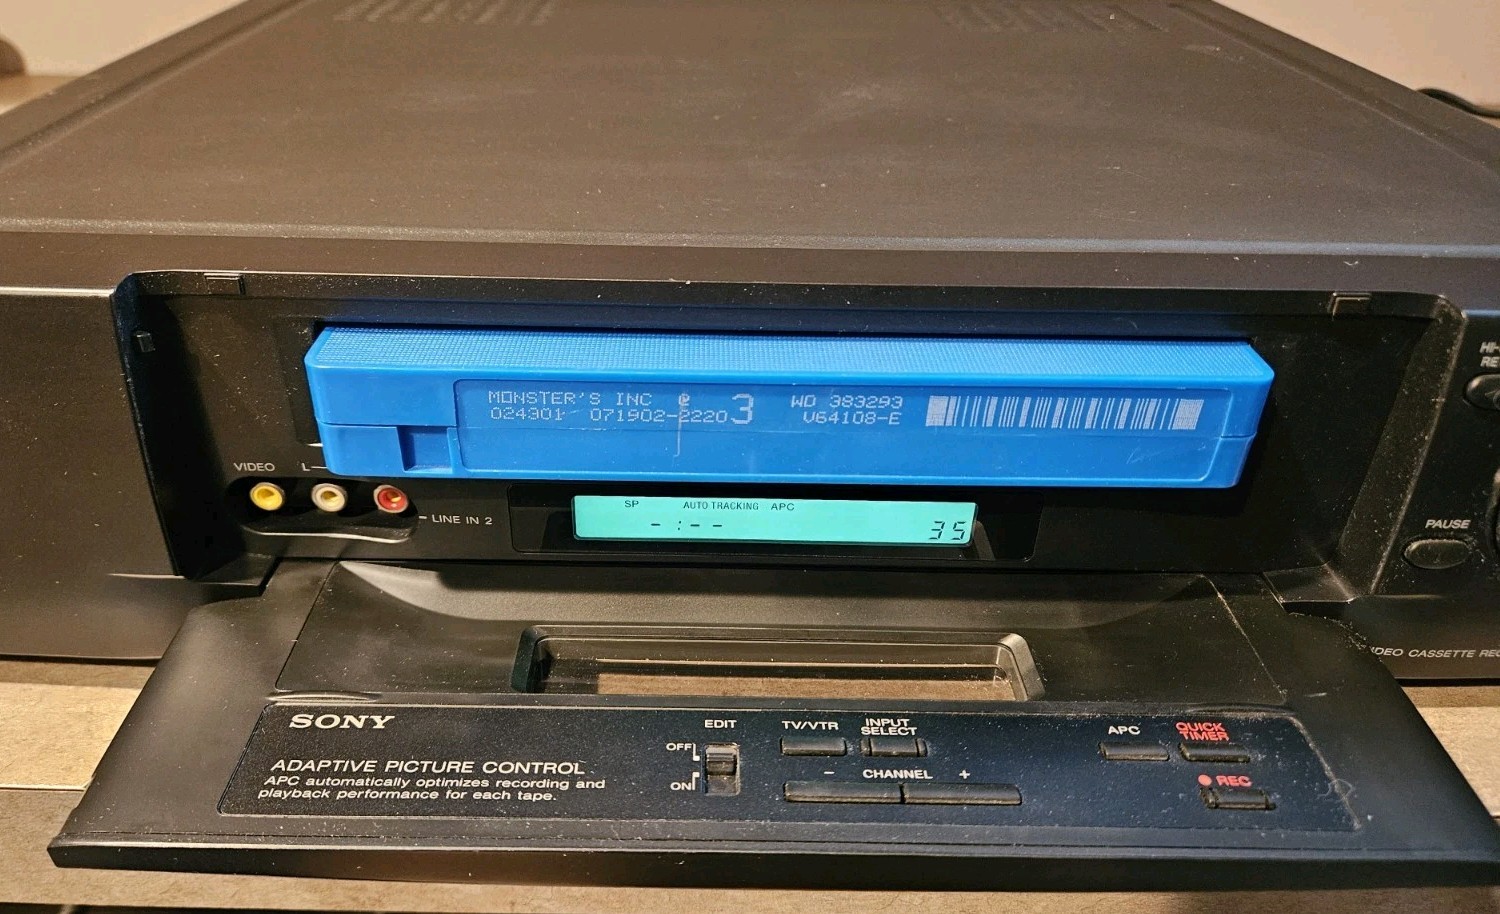 MONSTER'S INC @ 3 WD 383293
024301 071902-2220 V64108-E
HI-
RE
VIDEO L
LINE IN 2
SP AUTO TRACKING APC
- : - - 35
PAUSE
VIDEO CASSETTE REC
SONY
ADAPTIVE PICTURE CONTROL
APC automatically optimizes recording and
playback performance for each tape.
EDIT
OFF
ON
TV/VTR
INPUT
SELECT
- CHANNEL +
APC
QUICK
TIMER
REC